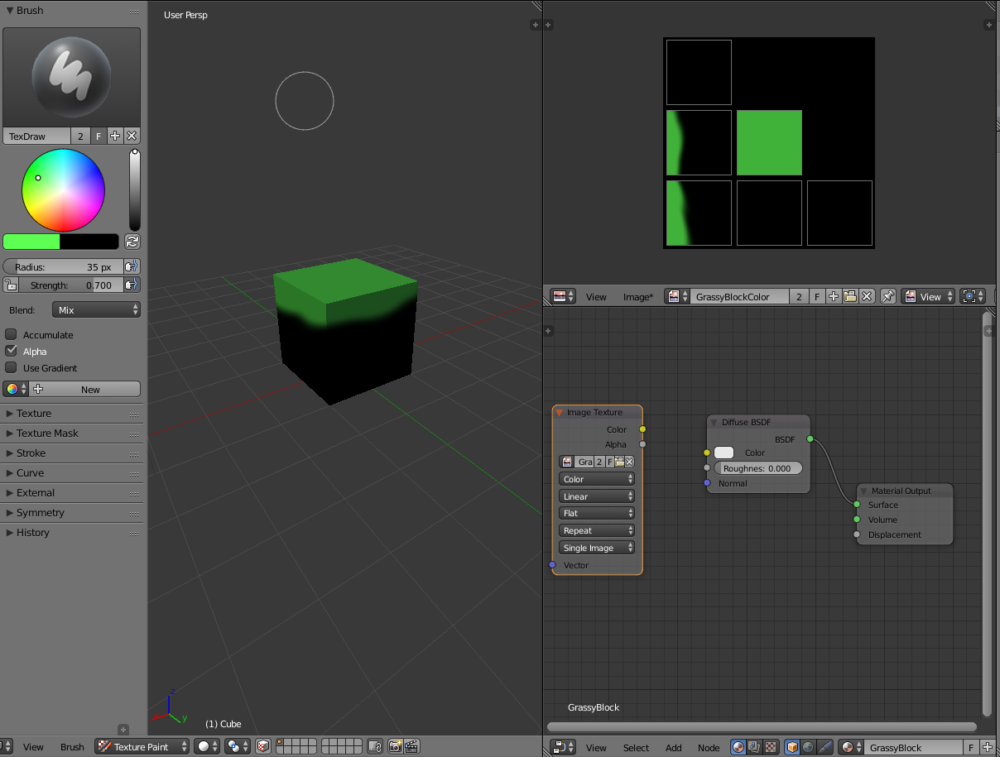 Brush
TexDraw 2 F
Radius: 35 px
Strength: 0.700
Blend: Mix
Accumulate
Alpha
Use Gradient
New
Texture
Texture Mask
Stroke
Curve
External
Symmetry
History
User Persp
z
x
y
(1) Cube
View Brush Texture Paint
View Image* GrassyBlockColor 2 F View
Image Texture
Color
Alpha
Gra 2 F
Color
Linear
Flat
Repeat
Single Image
Vector
Diffuse BSDF
BSDF
Color
Roughnes: 0.000
Normal
Material Output
Surface
Volume
Displacement
GrassyBlock
View Select Add Node GrassyBlock F